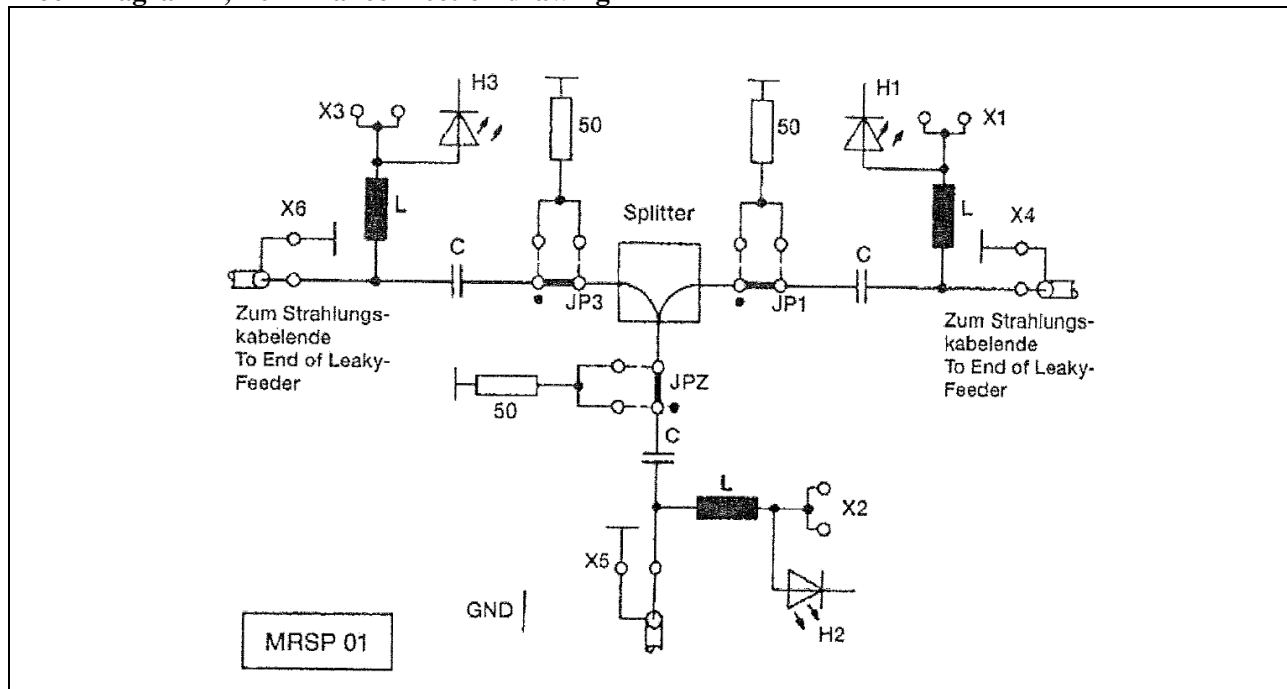 H3
H1
X3
X1
50
50
X6
L
Splitter
L
X4
C
C
JP3
JP1
Zum Strahlungs-
kabelende
To End of Leaky-
Feeder
Zum Strahlungs-
kabelende
To End of Leaky-
Feeder
JPZ
50
C
L
X2
X5
GND
H2
MRSP 01